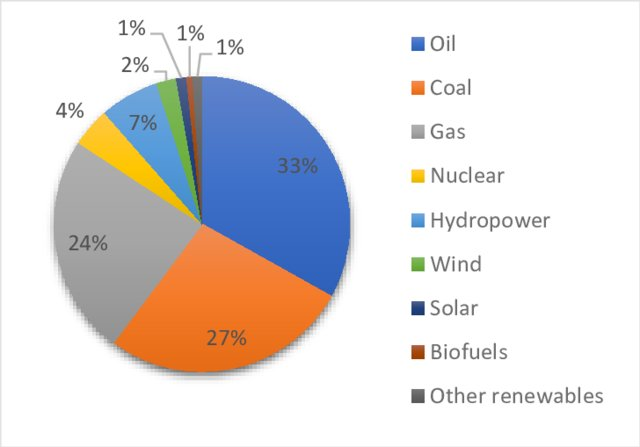 1%
1%
1%
2%
4%
7%
33%
24%
27%
Oil
Coal
Gas
Nuclear
Hydropower
Wind
Solar
Biofuels
Other renewables